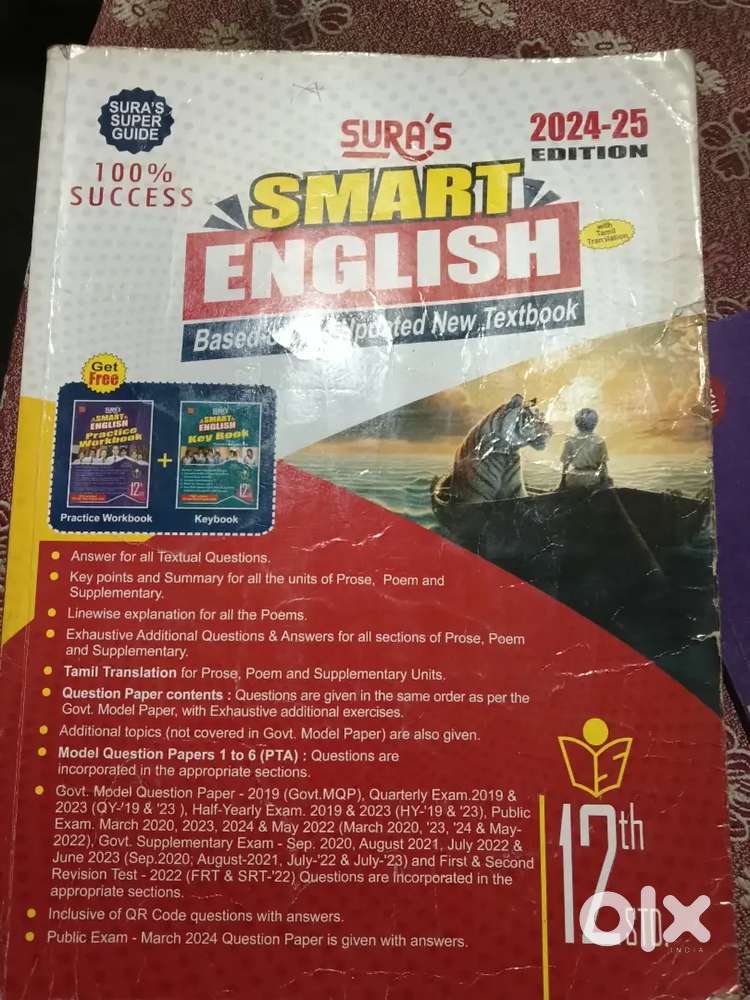 SURA'S
SUPER
GUIDE
100%
SUCCESS
SURA'S
2024-25
EDITION
SMART
ENGLISH
with
Tamil
Translation
Based Updated New Textbook
Get
Free
SURA'S
SMART
ENGLISH
Practice
Workbook
12
+
SURA'S
SMART
ENGLISH
Key Book
12
Practice Workbook
Keybook
Answer for all Textual Questions.
Key points and Summary for all the units of Prose, Poem and
Supplementary.
Linewise explanation for all the Poems.
Exhaustive Additional Questions & Answers for all sections of Prose, Poem
and Supplementary.
Tamil Translation for Prose, Poem and Supplementary Units.
Question Paper contents : Questions are given in the same order as per the
Govt. Model Paper, with Exhaustive additional exercises.
Additional topics (not covered in Govt. Model Paper) are also given.
Model Question Papers 1 to 6 (PTA) : Questions are
incorporated in the appropriate sections.
Govt. Model Question Paper - 2019 (Govt.MQP), Quarterly Exam.2019 &
2023 (QY-'19 & '23 ), Half-Yearly Exam. 2019 & 2023 (HY-'19 & '23), Public
Exam. March 2020, 2023, 2024 & May 2022 (March 2020, '23, '24 & May-
2022), Govt. Supplementary Exam - Sep. 2020, August 2021, July 2022 &
June 2023 (Sep.2020; August-2021, July-'22 & July-'23) and First & Second
Revision Test - 2022 (FRT & SRT-'22) Questions are Incorporated in the
appropriate sections.
Inclusive of QR Code questions with answers.
Public Exam - March 2024 Question Paper is given with answers.
12th
STD.
olx
INDIA